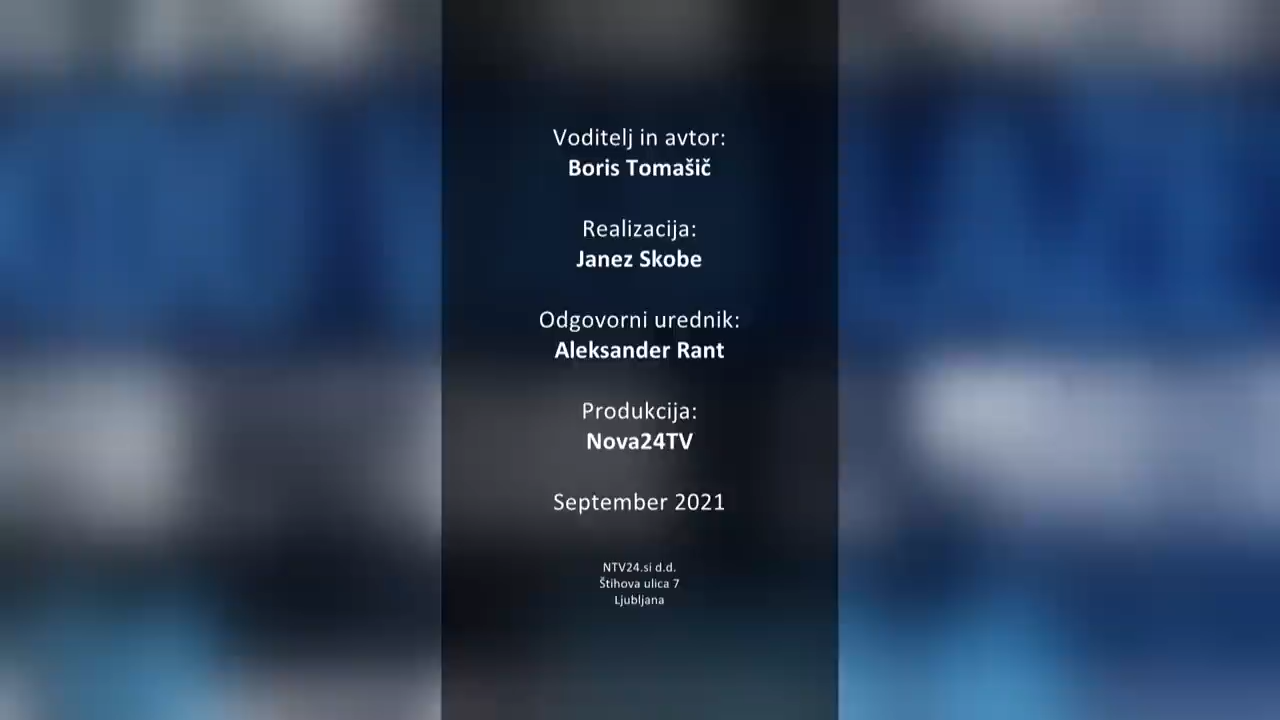 Voditelj in avtor:
Boris Tomašič
Realizacija:
Janez Skobe
Odgovorni urednik:
Aleksander Rant
Produkcija:
Nova24TV
September 2021
NTV24.si d.d.
Štihova ulica 7
Ljubljana